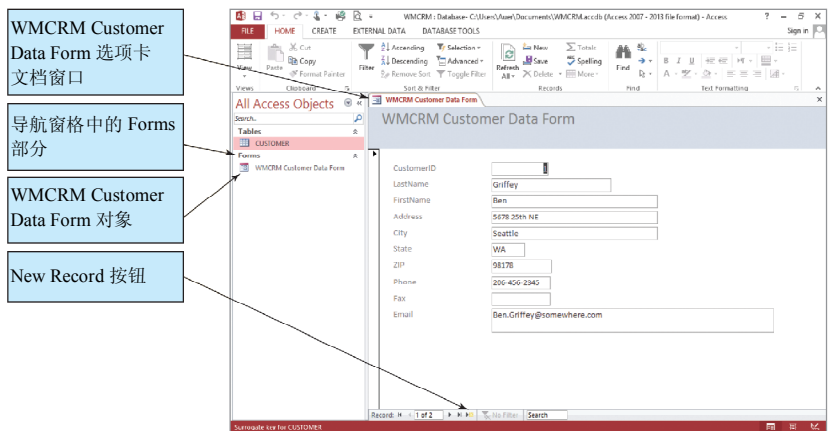 WMCRM Customer
Data Form 选项卡
文档窗口
导航窗格中的 Forms
部分
WMCRM Customer
Data Form 对象
New Record 按钮
WMCRM : Database- C:\Users\Auer\Documents\WMCRM.accdb (Access 2007 - 2013 file format) - Access
Sign in
FILE HOME CREATE EXTERNAL DATA DATABASE TOOLS
View
Views
Paste
Cut
Copy
Format Painter
Clipboard
Filter
Ascending
Descending
Remove Sort
Selection
Advanced
Toggle Filter
Sort & Filter
Refresh
All
New
Save
Delete
Totals
Spelling
More
Records
Find
Find
B I U
Text Formatting
All Access Objects
Search..
Tables
CUSTOMER
Forms
WMCRM Customer Data Form
WMCRM Customer Data Form
WMCRM Customer Data Form
CustomerID 1
LastName Griffey
FirstName Ben
Address 5678 25th NE
City Seattle
State WA
ZIP 98178
Phone 206-456-2345
Fax
Email Ben.Griffey@somewhere.com
Record: 1 of 2 No Filter Search
Surrogate key for CUSTOMER